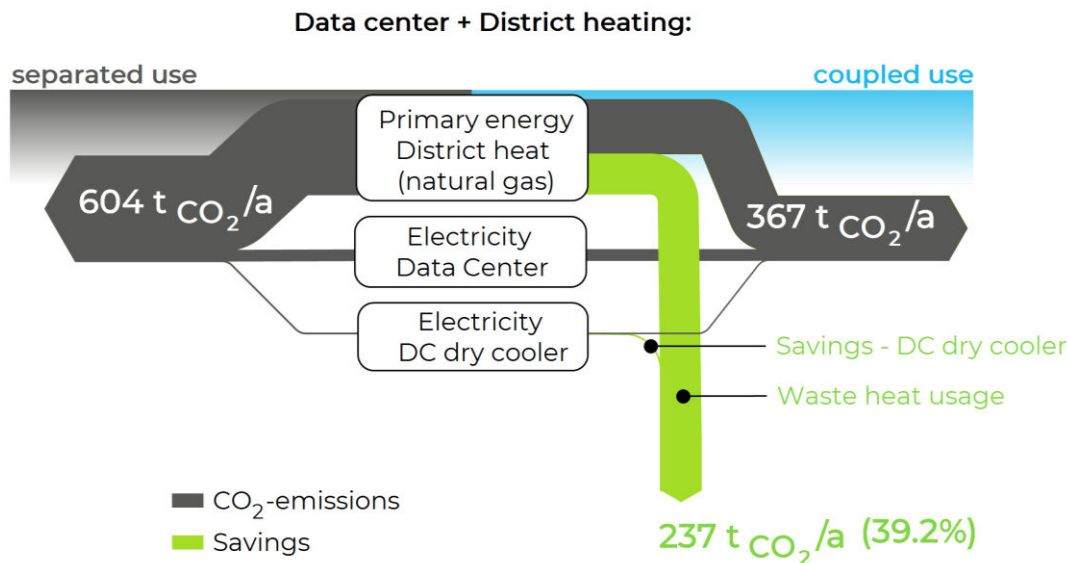 Data center + District heating:
separated use
coupled use
Primary energy
District heat
(natural gas)
604 t CO₂/a
367 t CO₂/a
Electricity
Data Center
Electricity
DC dry cooler
Savings - DC dry cooler
Waste heat usage
CO₂-emissions
Savings
237 t CO₂/a (39.2%)